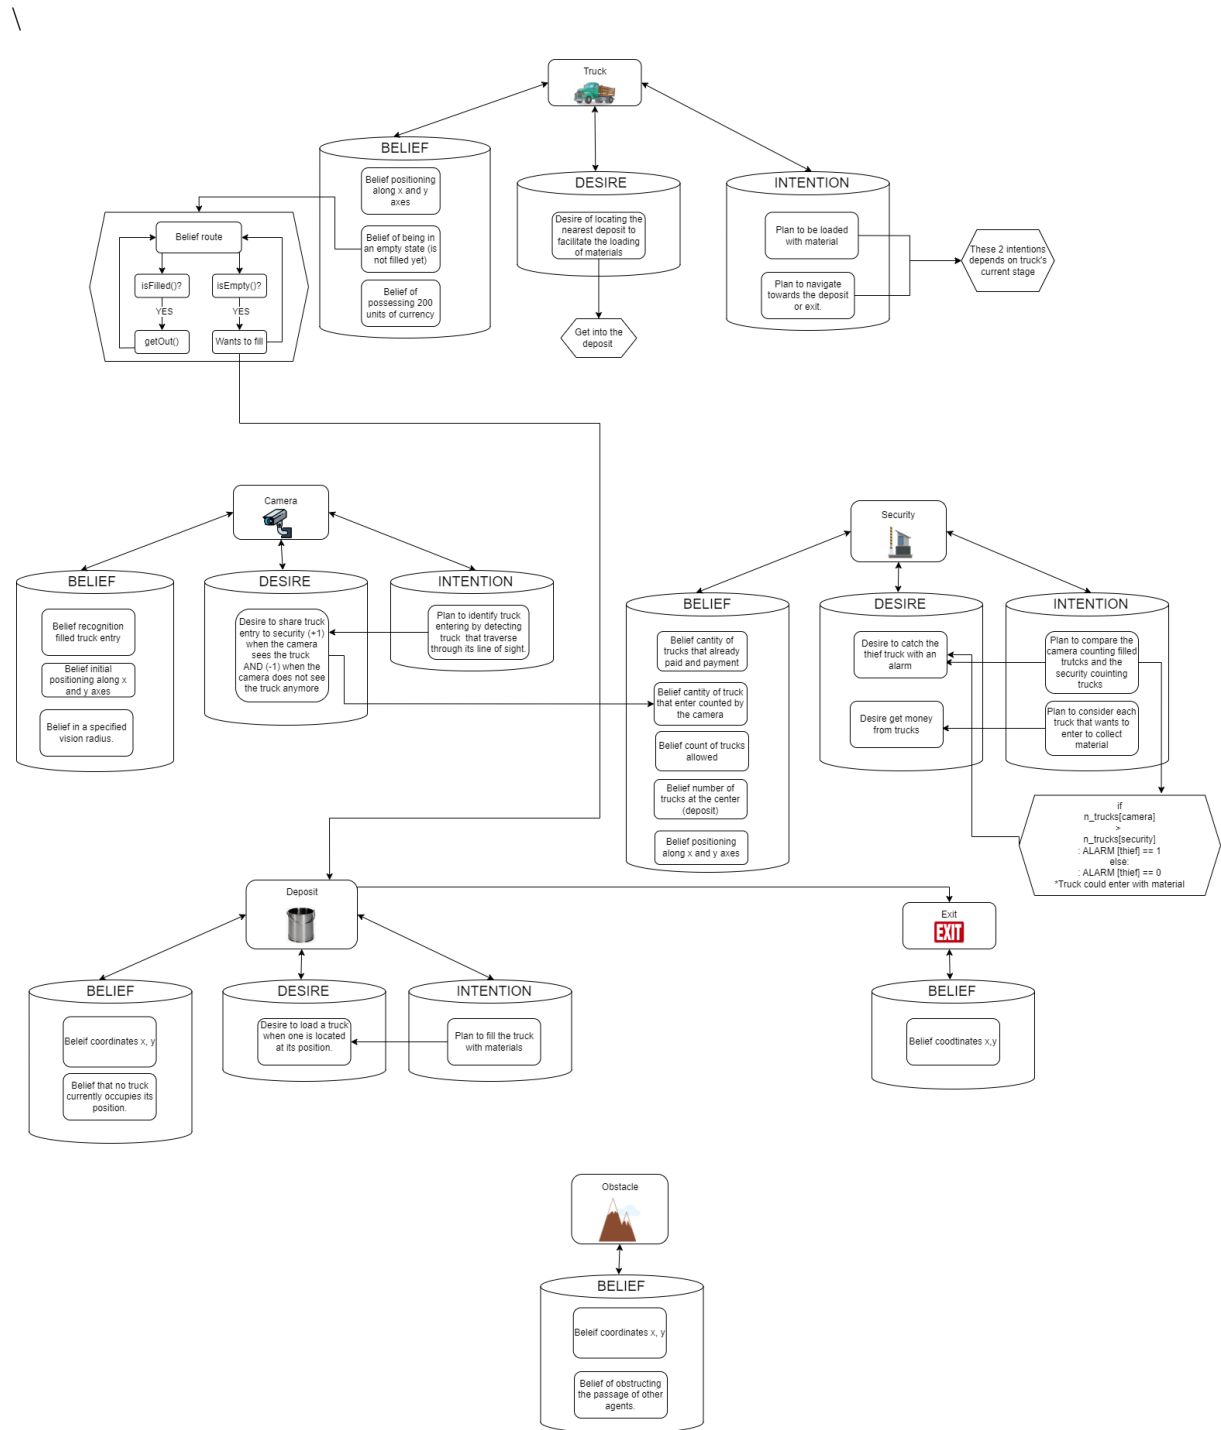 \
Truck
BELIEF
Belief positioning
along x and y
axes
Belief of being in
an empty state (is
not filled yet)
Belief of
possessing 200
units of currency
DESIRE
Desire of locating the
nearest deposit to
facilitate the loading
of materials
Get into the
deposit
INTENTION
Plan to be loaded
with material
Plan to navigate
towards the deposit
or exit.
These 2 intentions
depends on truck's
current stage
Belief route
isFilled()?
isEmpty()?
YES
YES
getOut()
Wants to fill
Camera
BELIEF
Belief recognition
filled truck entry
Belief initial
positioning along x
and y axes
Belief in a specified
vision radius.
DESIRE
Desire to share truck
entry to security (+1)
when the camera
sees the truck
AND (-1) when the
camera does not see
the truck anymore
INTENTION
Plan to identify truck
entering by detecting
truck that traverse
through its line of sight.
Security
BELIEF
Belief cantity of
trucks that already
paid and payment
Belief cantity of truck
that enter counted by
the camera
Belief count of trucks
allowed
Belief number of
trucks at the center
(deposit)
Belief positioning
along x and y axes
DESIRE
Desire to catch the
thief truck with an
alarm
Desire get money
from trucks
INTENTION
Plan to compare the
camera counting filled
trutcks and the
security counting
trucks
Plan to consider each
truck that wants to
enter to collect
material
if
n_trucks[camera]
>
n_trucks[security]
: ALARM [thief] == 1
else:
: ALARM [thief] == 0
*Truck could enter with material
Deposit
BELIEF
Beleif coordinates x, y
Belief that no truck
currently occupies its
position.
DESIRE
Desire to load a truck
when one is located
at its position.
INTENTION
Plan to fill the truck
with materials
Exit
EXIT
BELIEF
Belief coodtinates x,y
Obstacle
BELIEF
Beleif coordinates x, y
Belief of obstructing
the passage of other
agents.